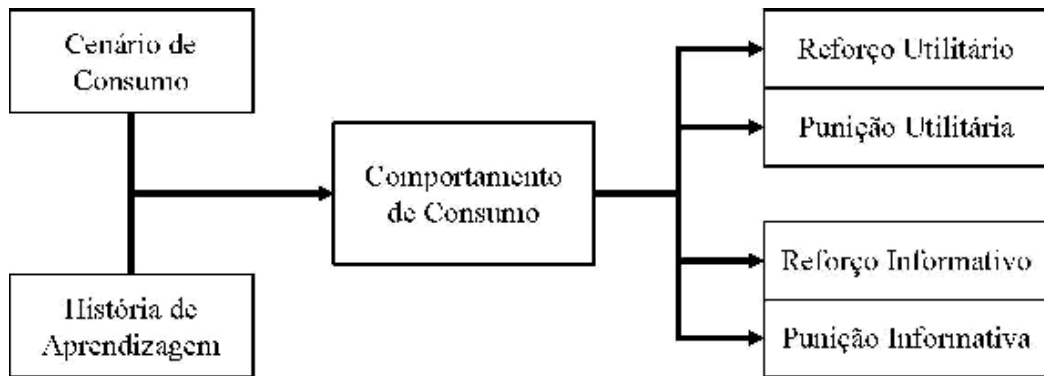 Cenário de
Consumo
História de
Aprendizagem
Comportamento
de Consumo
Reforço Utilitário
Punição Utilitária
Reforço Informativo
Punição Informativa